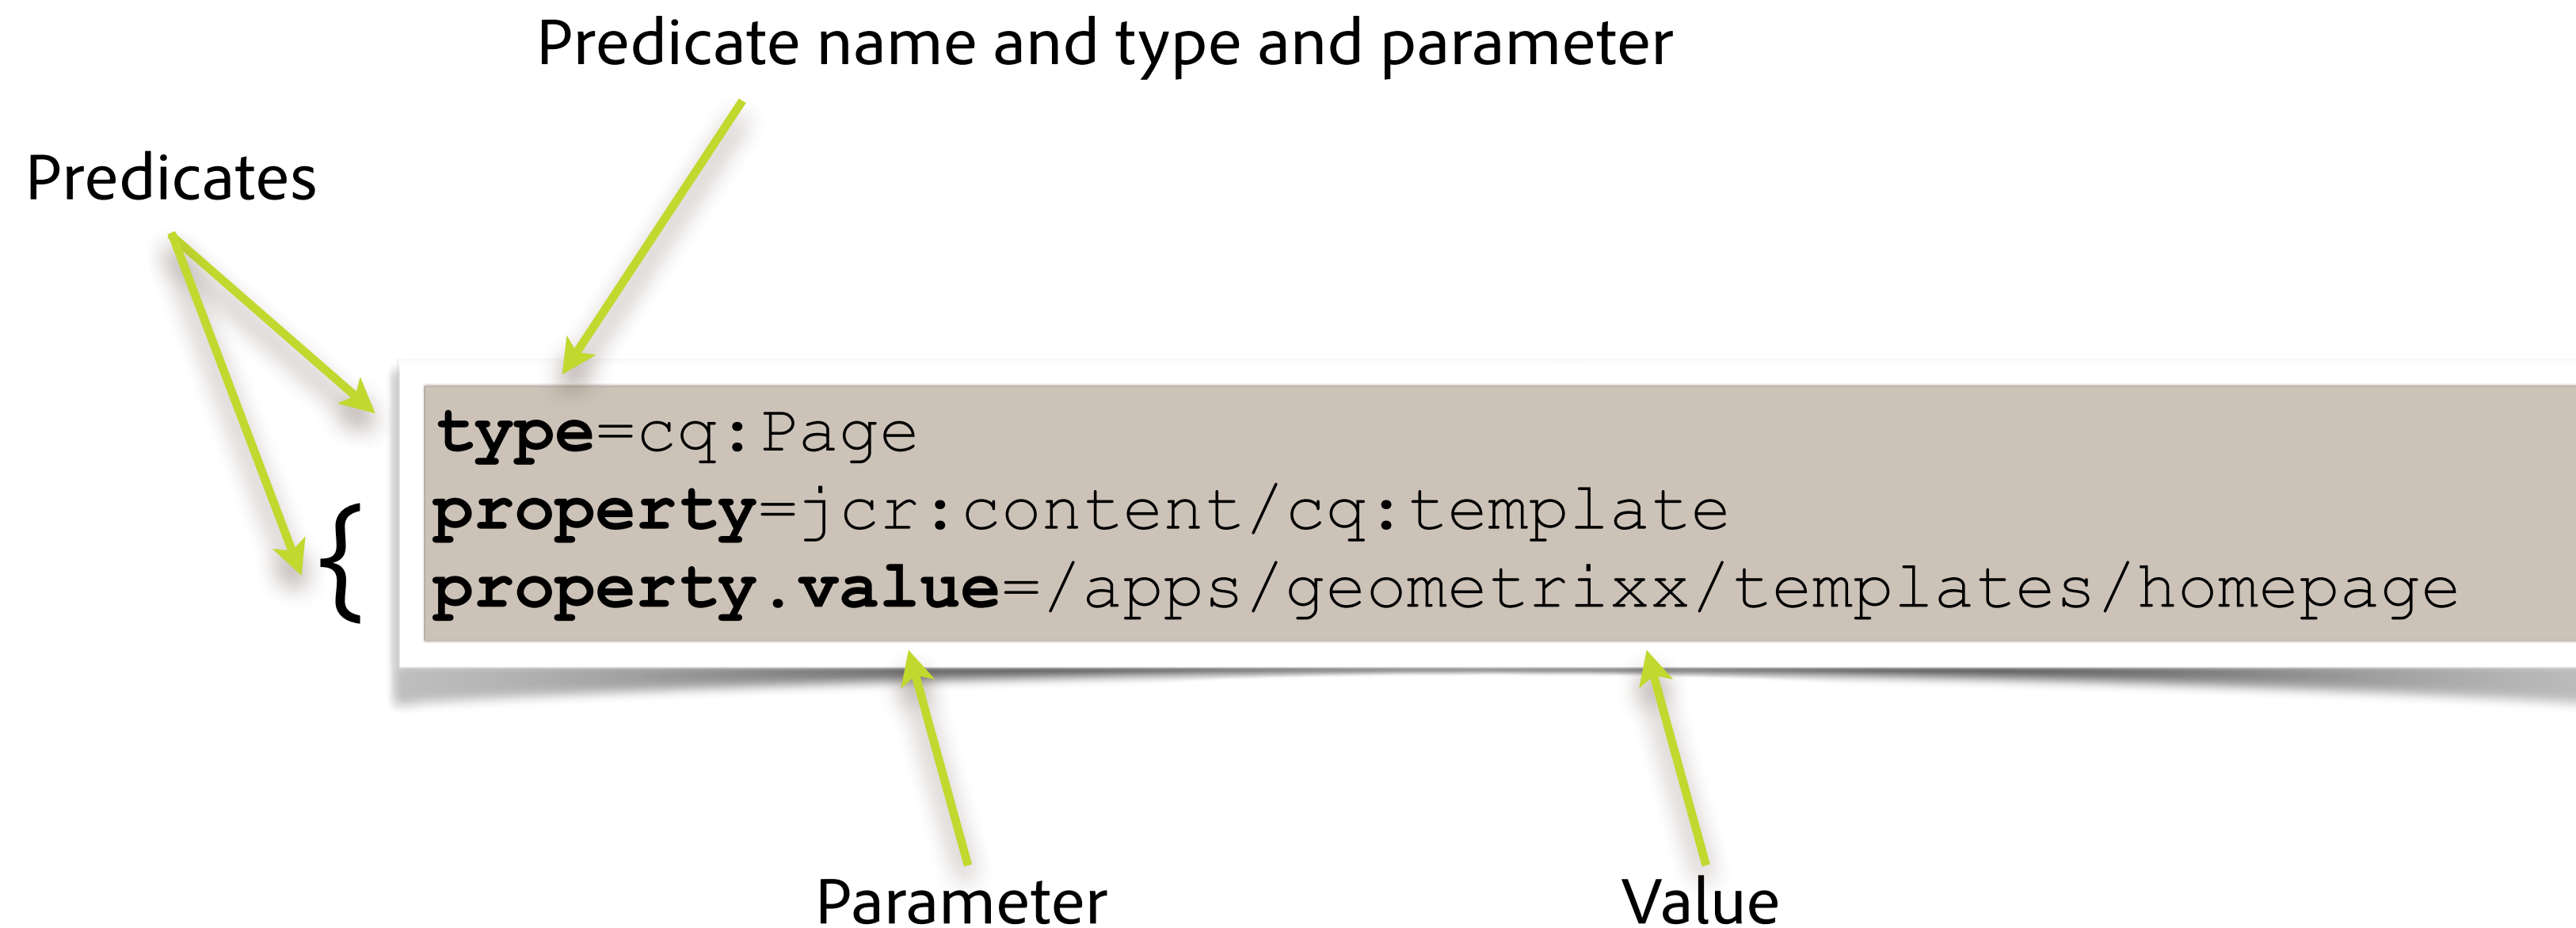 Predicate name and type and parameter
Predicates
type=cq:Page
{
property=jcr:content/cq:template
property.value=/apps/geometrixx/templates/homepage
Parameter
Value